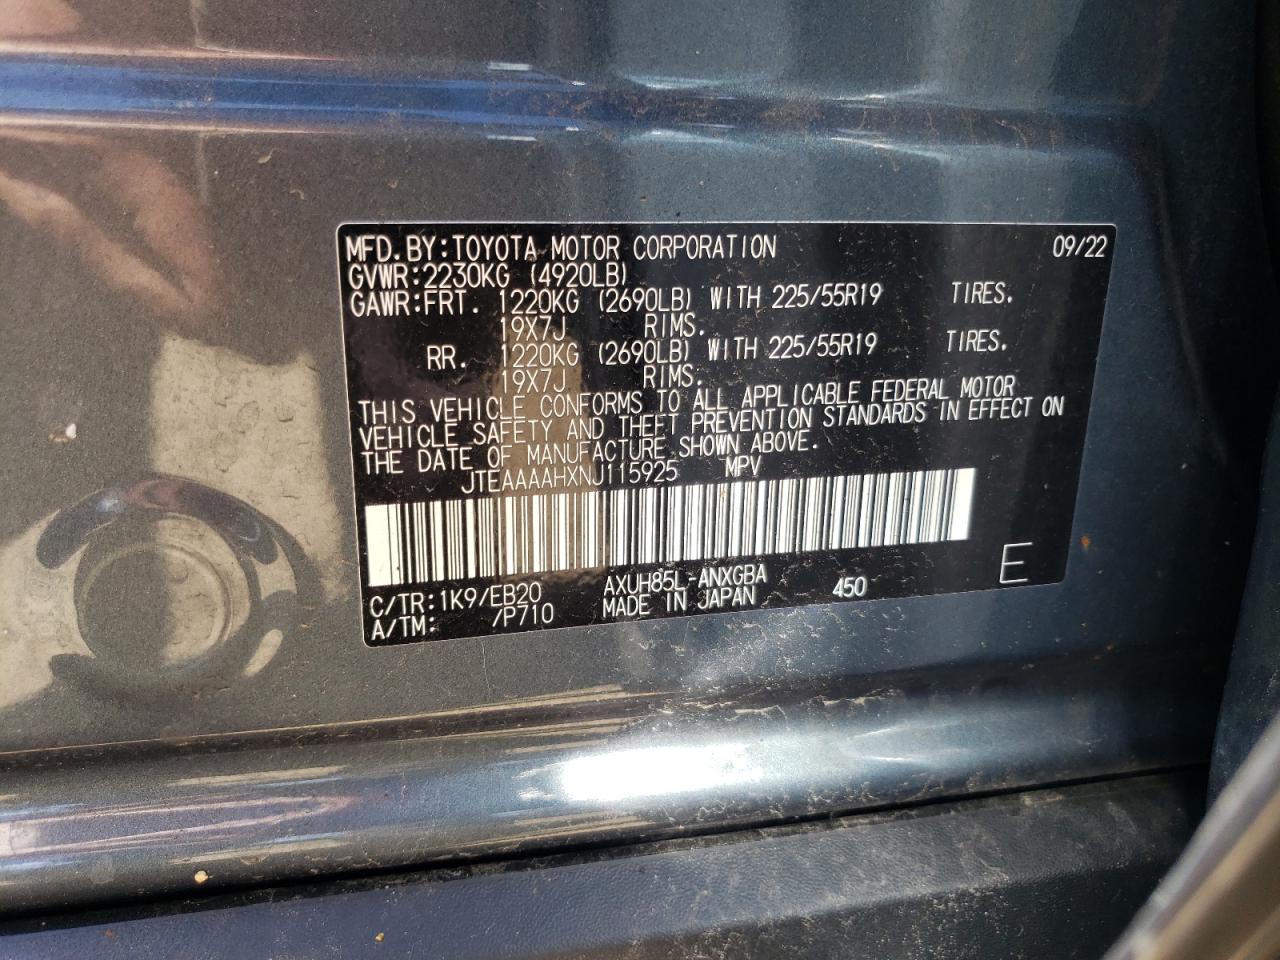 MFD.BY:TOYOTA MOTOR CORPORATION 09/22
GVWR:2230KG (4920LB)
GAWR:FRT. 1220KG (2690LB) WITH 225/55R19 TIRES.
19X7J RIMS.
RR. 1220KG (2690LB) WITH 225/55R19 TIRES.
19X7J RIMS.
THIS VEHICLE CONFORMS TO ALL APPLICABLE FEDERAL MOTOR
VEHICLE SAFETY AND THEFT PREVENTION STANDARDS IN EFFECT ON
THE DATE OF MANUFACTURE SHOWN ABOVE.
JTEAAAAHXNJ115925 MPV
C/TR:1K9/EB20 AXUH85L-ANXGBA 450 E
A/TM: /P710 MADE IN JAPAN